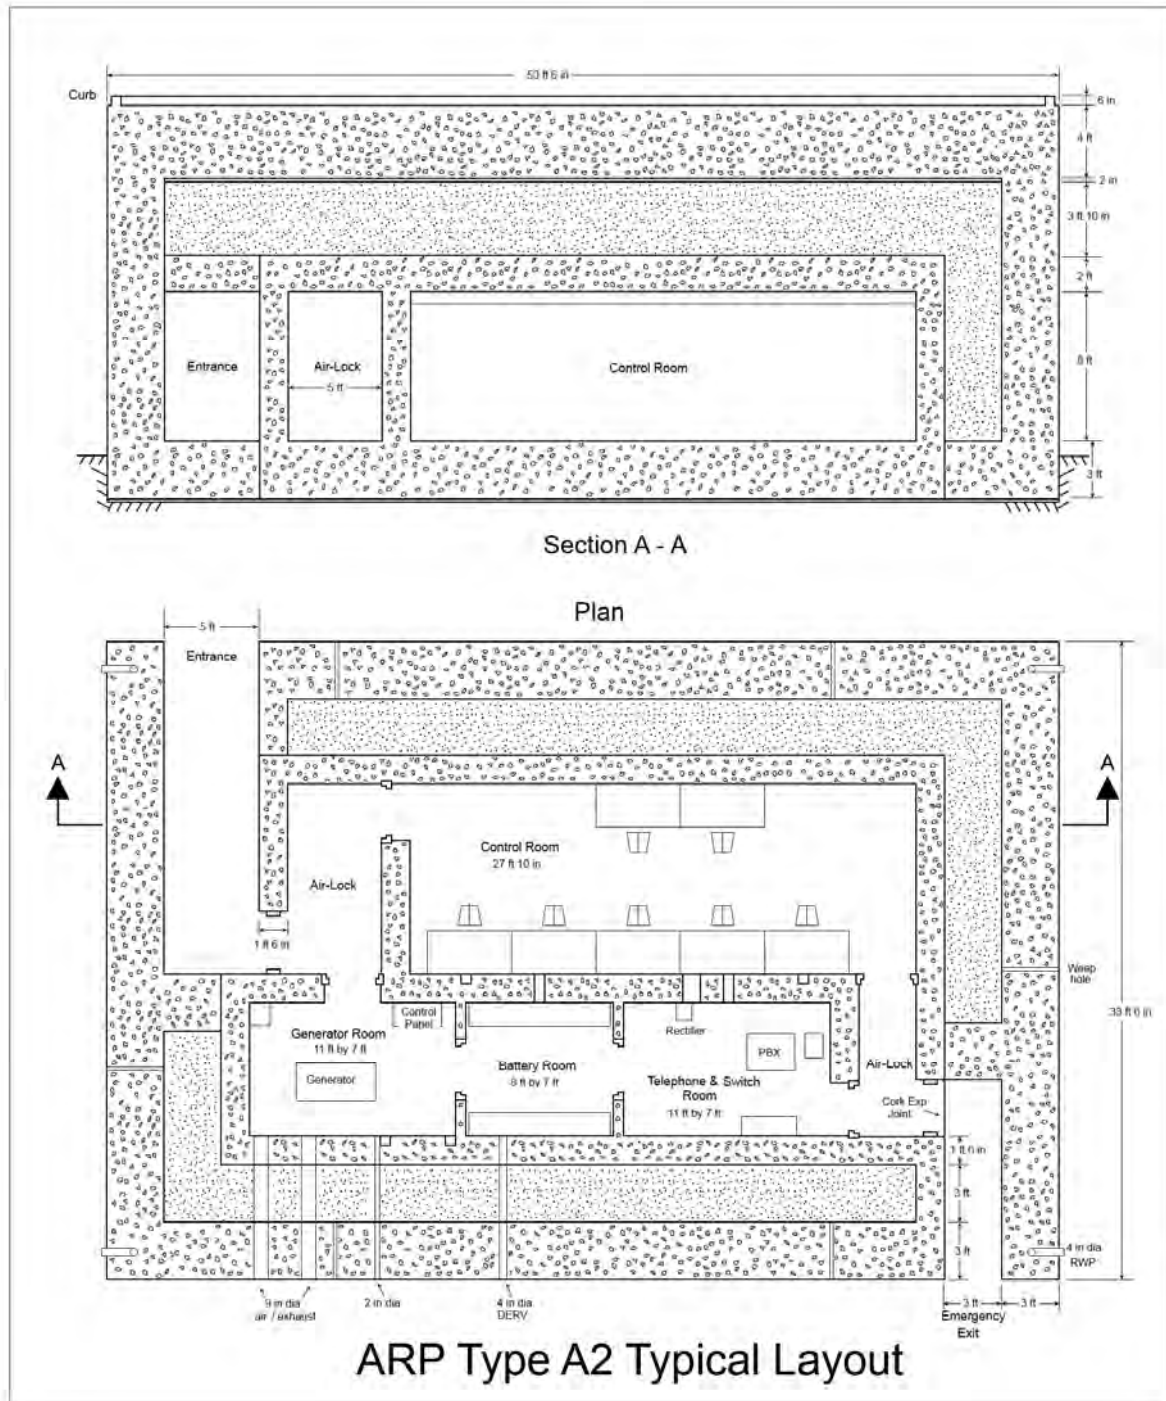 50 ft 6 in
Curb
6 in
4 ft
2 in
3 ft 10 in
2 ft
Entrance
Air-Lock
5 ft
Control Room
8 ft
3 ft
Section A - A
Plan
5 ft
Entrance
A
A
Control Room
27 ft 10 in
Air-Lock
1 ft 6 in
Weep
hole
33 ft 6 in
Control
Panel
Generator Room
11 ft by 7 ft
Rectifier
Generator
Battery Room
8 ft by 7 ft
PBX
Telephone & Switch
Room
11 ft by 7 ft
Air-Lock
Cork Exp
Joint
1 ft 6 in
3 ft
3 ft
4 in dia
RWP
9 in dia
air / exhaust
2 in dia
4 in dia
DERV
3 ft
3 ft
Emergency
Exit
ARP Type A2 Typical Layout